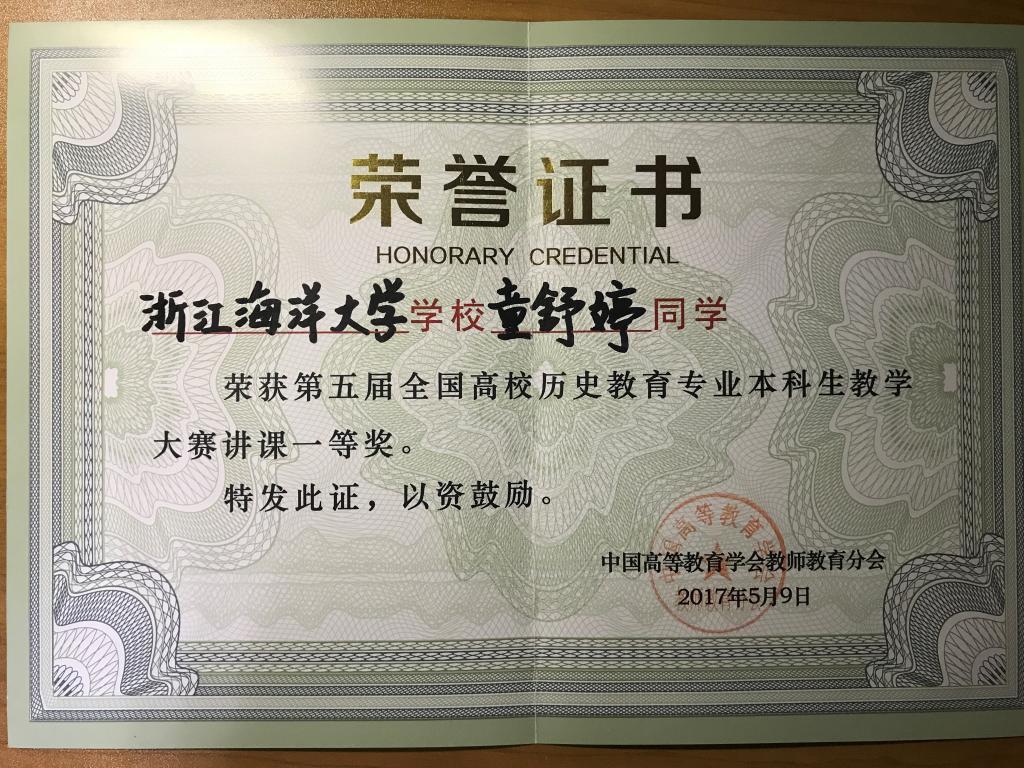 荣誉证书
HONORARY CREDENTIAL
浙江海洋大学学校童舒婷同学
荣获第五届全国高校历史教育专业本科生教学
大赛讲课一等奖。
特发此证，以资鼓励。
中国高等教育学会教师教育分会
2017年5月9日